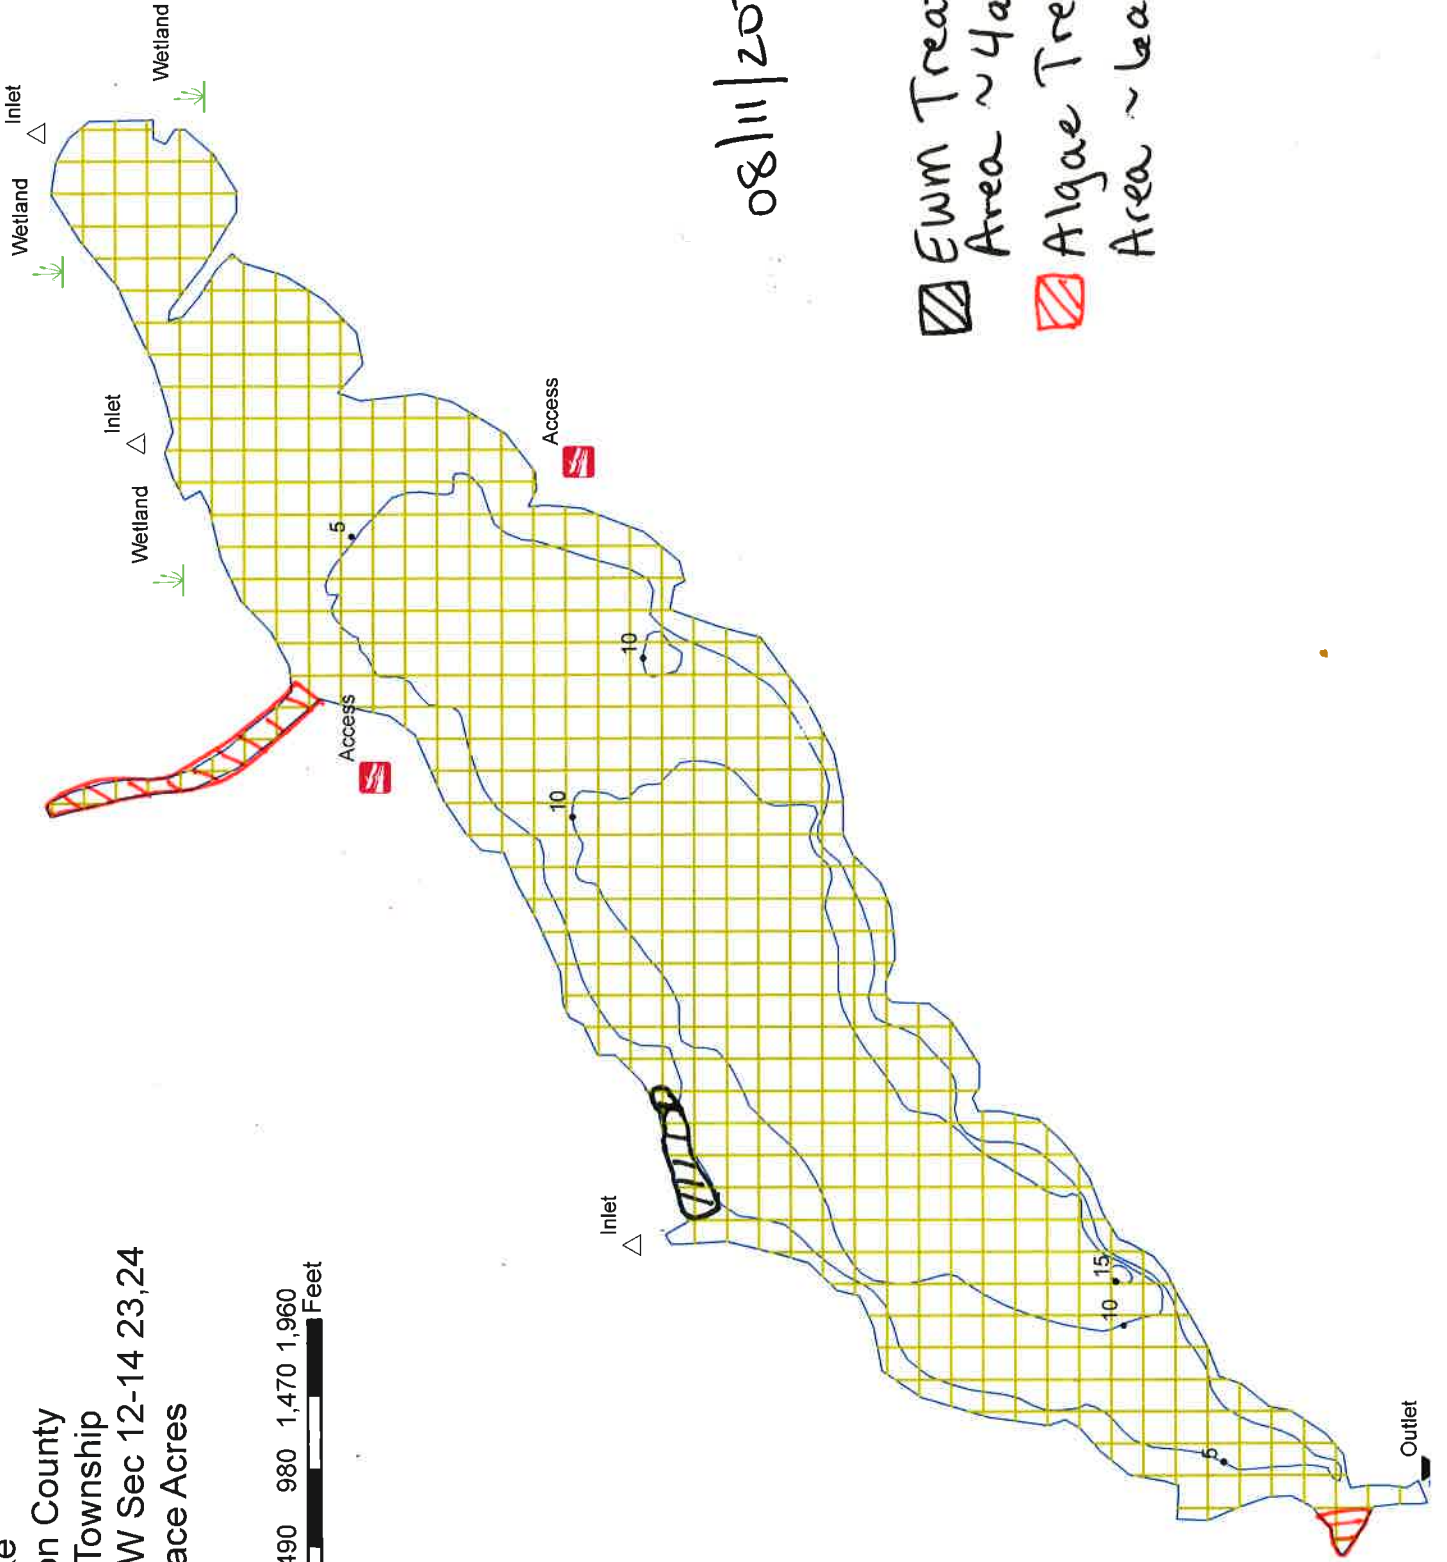 on County
Township
W Sec 12-14 23,24
ace Acres
490 980 1,470 1,960
Feet
Wetland
Inlet
Wetland
Inlet
Wetland
Access
Access
Inlet
Outlet
5
10
10
15
10
5
08/11/20
EWM Trea
Area ~ 4a
Algae Tre
Area ~